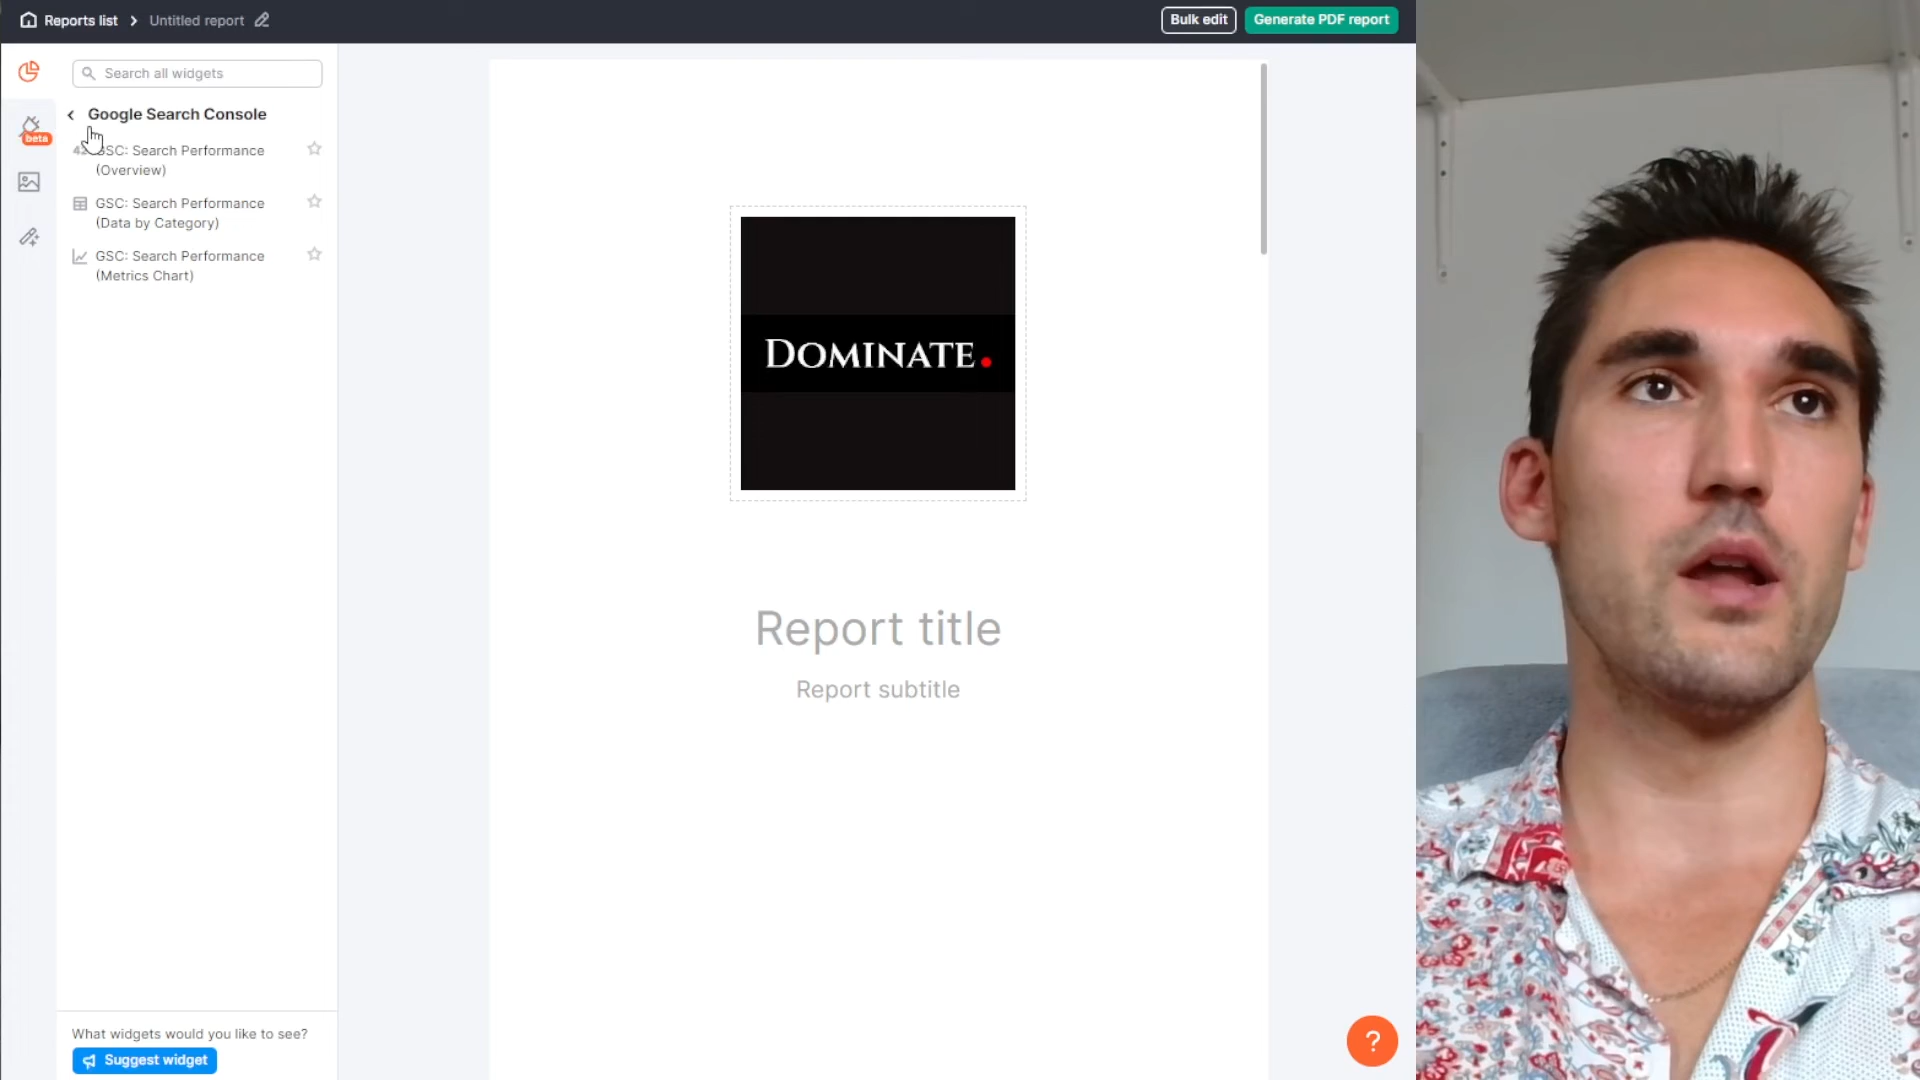 Reports list
Untitled report
Bulk edit
Generate PDF report
Search all widgets
beta
Google Search Console
GSC: Search Performance
(Overview)
GSC: Search Performance
(Data by Category)
GSC: Search Performance
(Metrics Chart)
DOMINATE.
Report title
Report subtitle
What widgets would you like to see?
Suggest widget
?